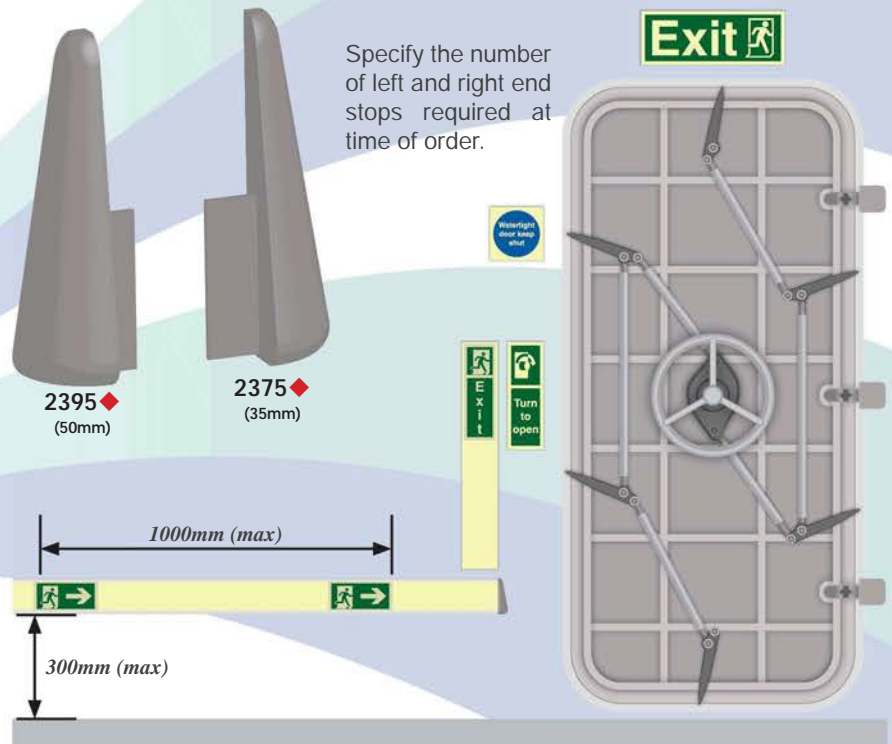 Specify the number
of left and right end
stops required at
time of order.
Exit
Watertight
door keep
shut
2395
(50mm)
2375
(35mm)
E
x
i
t
Turn
to
open
1000mm (max)
300mm (max)